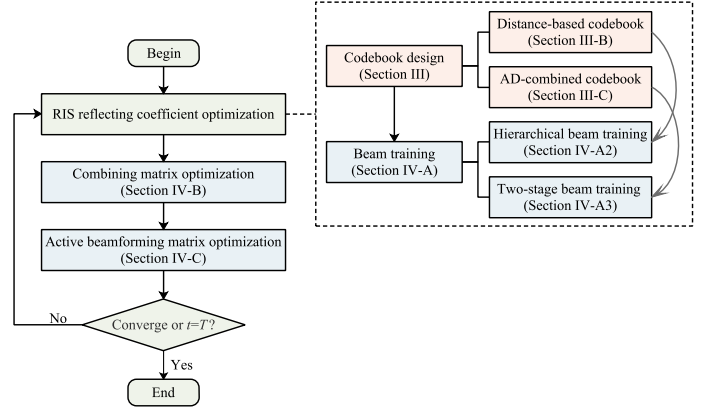 Begin
RIS reflecting coefficient optimization
Combining matrix optimization
(Section IV-B)
Active beamforming matrix optimization
(Section IV-C)
Converge or t=T?
No
Yes
End
Codebook design
(Section III)
Distance-based codebook
(Section III-B)
AD-combined codebook
(Section III-C)
Beam training
(Section IV-A)
Hierarchical beam training
(Section IV-A2)
Two-stage beam training
(Section IV-A3)